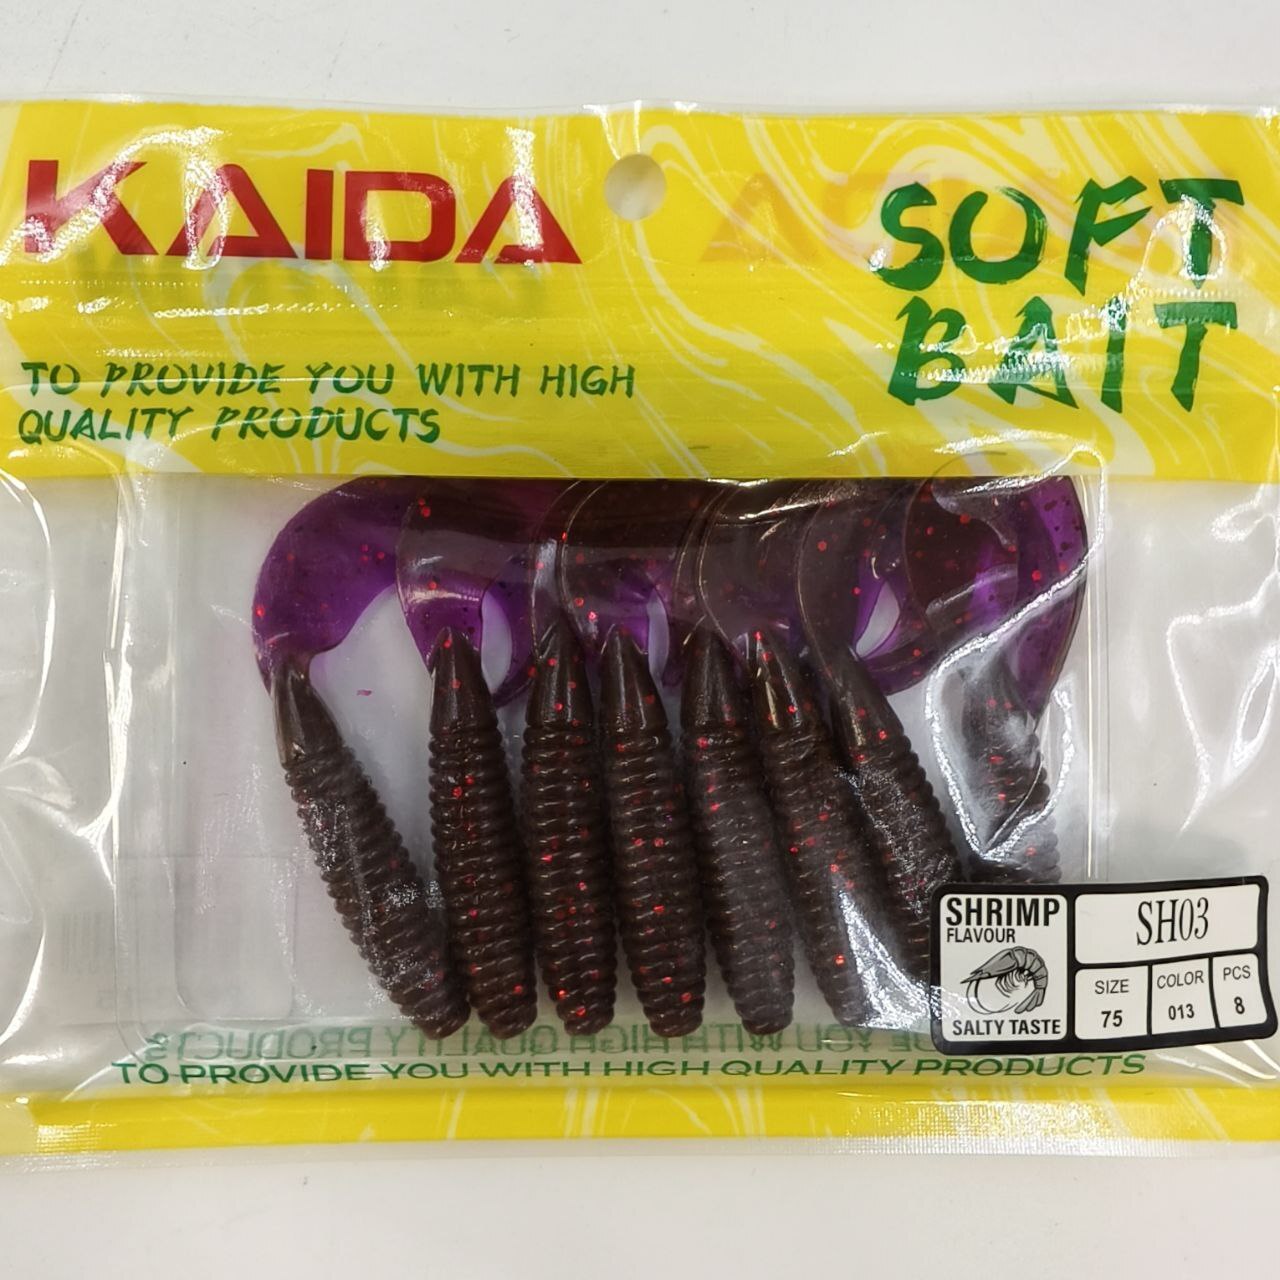 KAIDA
SOFT
BAIT
TO PROVIDE YOU WITH HIGH
QUALITY PRODUCTS
SHRIMP
FLAVOUR
SALTY TASTE
SH03
SIZE
75
COLOR
013
PCS
8
TO PROVIDE YOU WITH HIGH QUALITY PRODUCTS